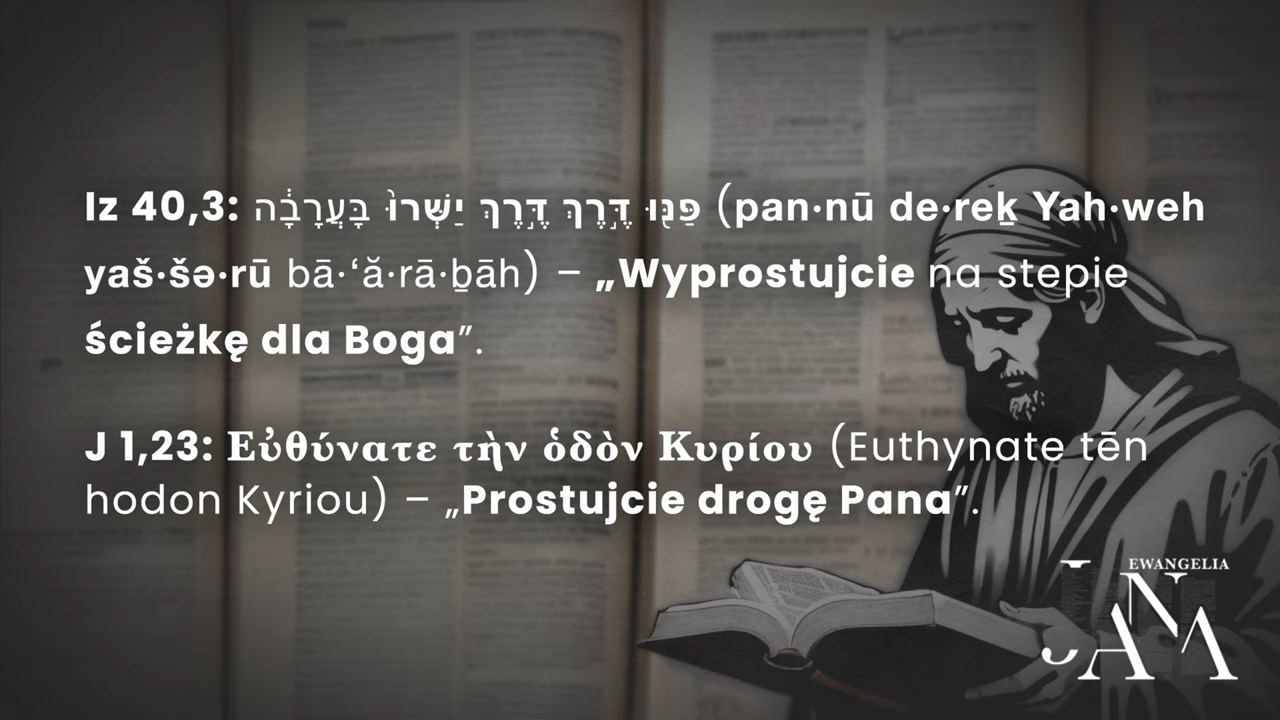 Iz 40,3: פַּנּ֖וּ דֶּ֣רֶךְ דֶּ֣רֶךְ יַשְּׁרוּ֙ בָּעֲרָבָ֔ה (pan·nū de·reḵ Yah·weh
yaš·šə·rū bā·‘ă·rā·ḇāh) – „Wyprostujcie na stepie
ścieżkę dla Boga”.
J 1,23: Εὐθύνατε τὴν ὁδὸν Κυρίου (Euthynate tēn
hodon Kyriou) – „Prostujcie drogę Pana”.
EWANGELIA
JANA